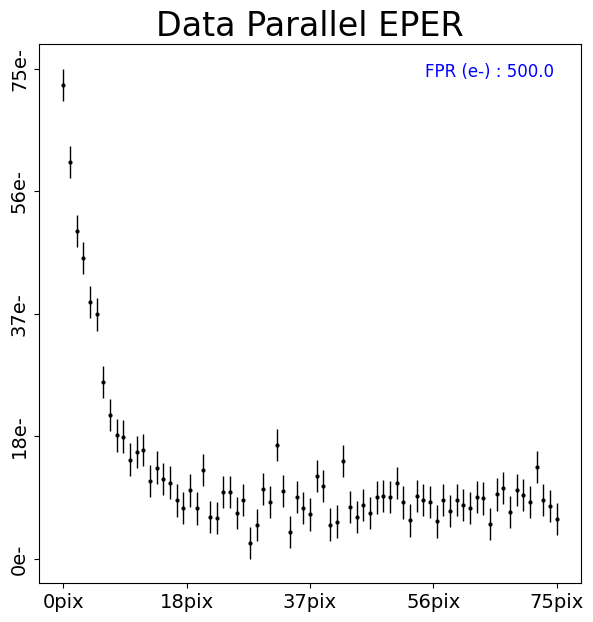 Data Parallel EPER
FPR (e-) : 500.0
75e-
56e-
37e-
18e-
0e-
0pix 18pix 37pix 56pix 75pix